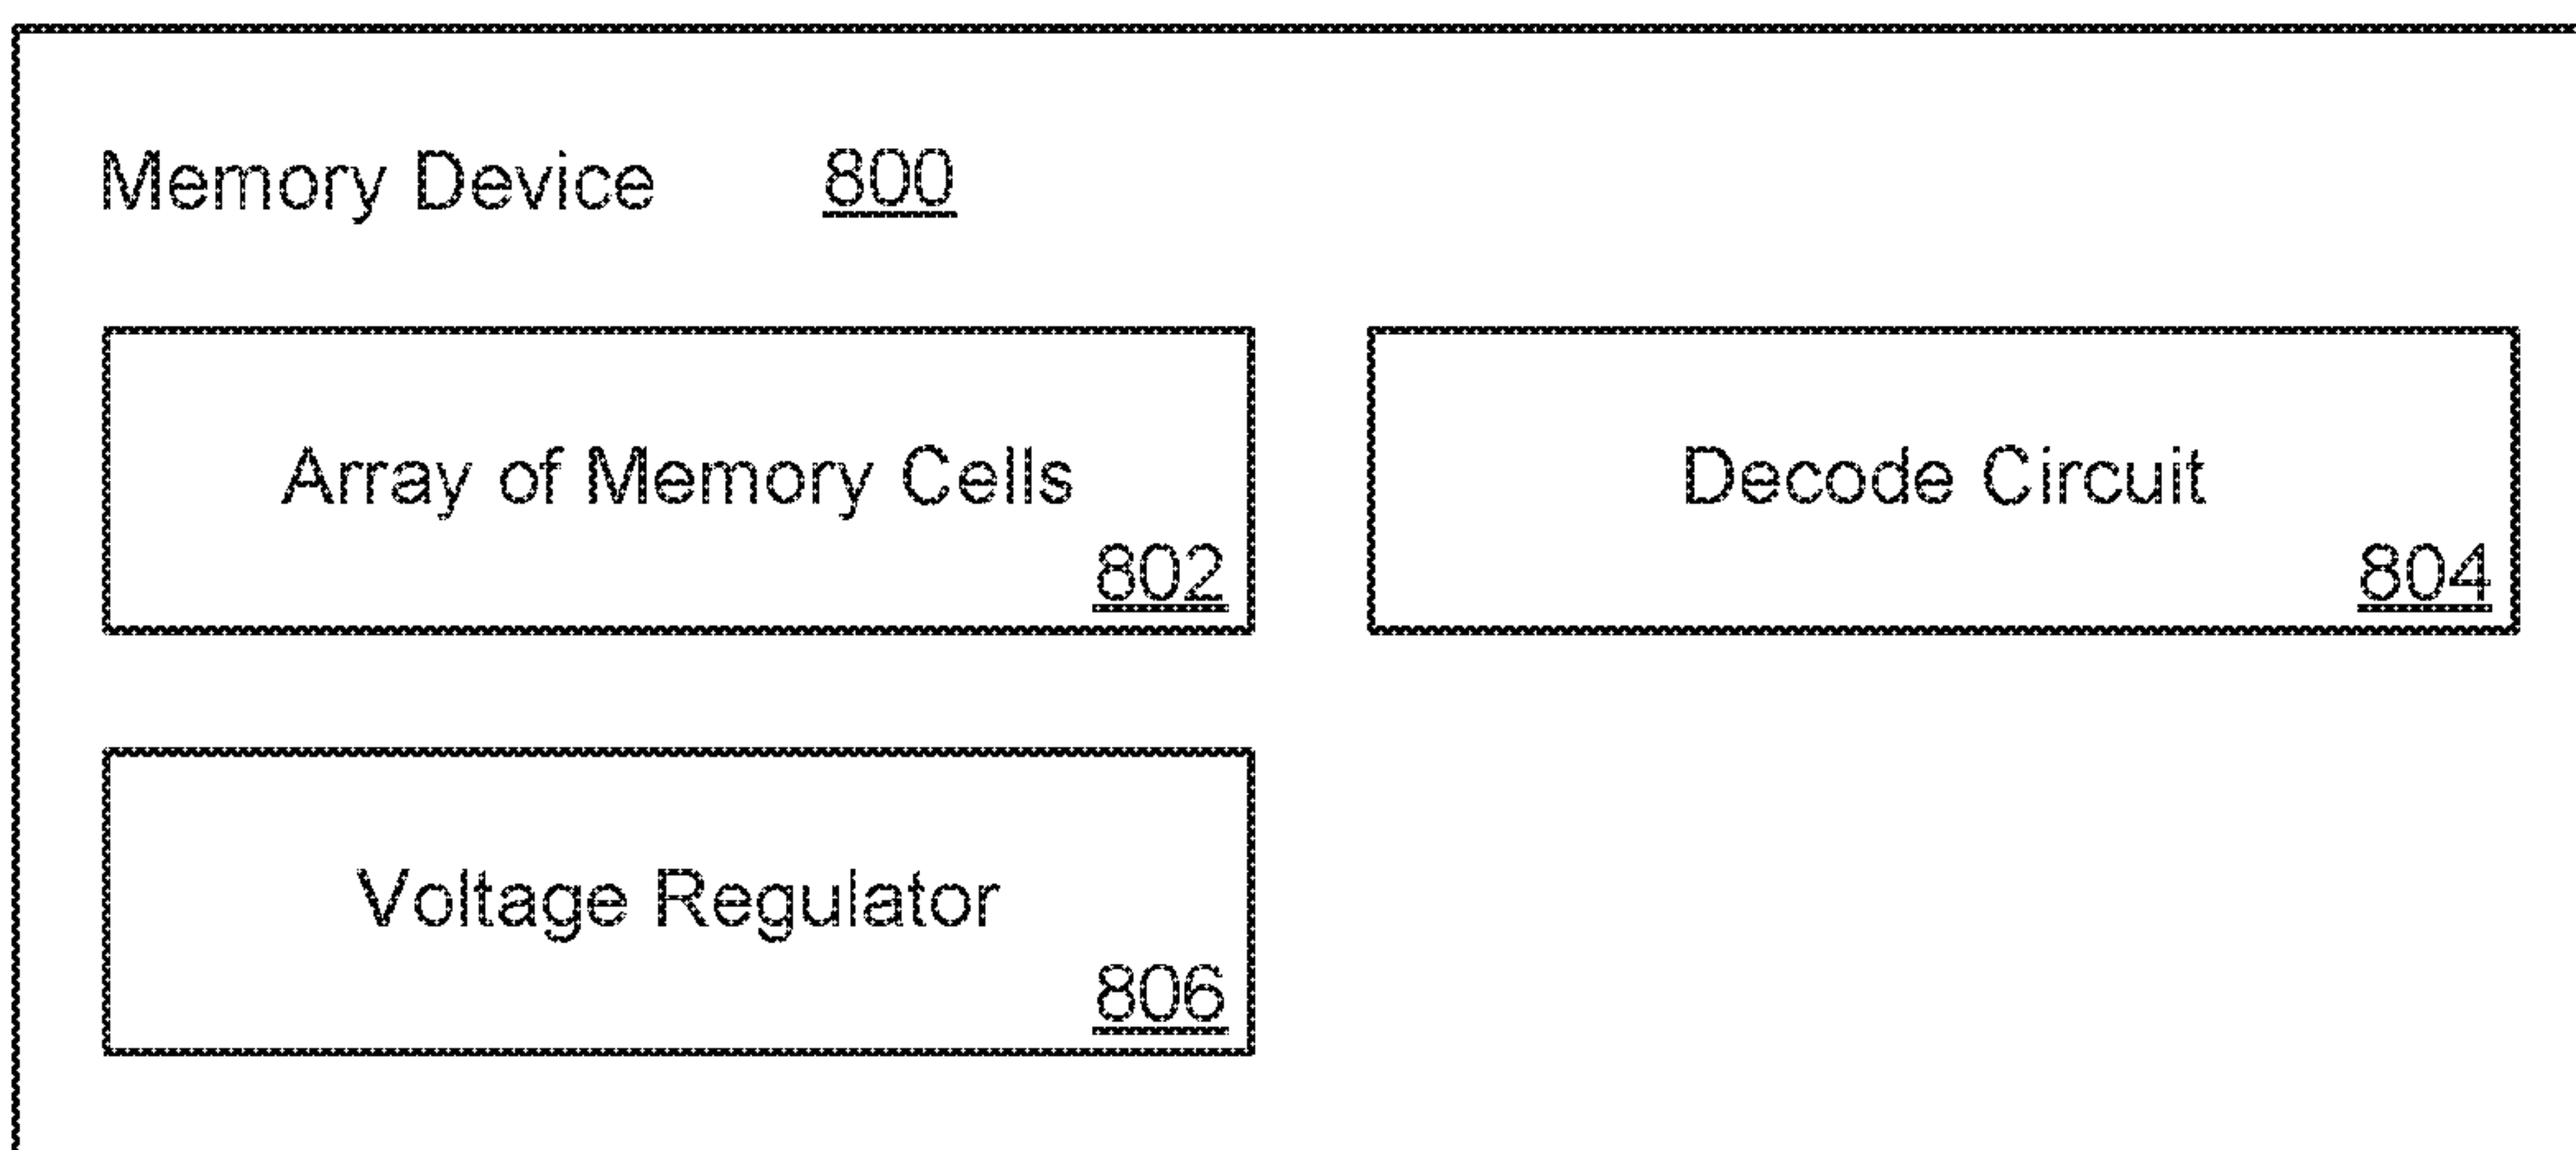 Memory Device 800
Array of Memory Cells
802
Decode Circuit
804
Voltage Regulator
806